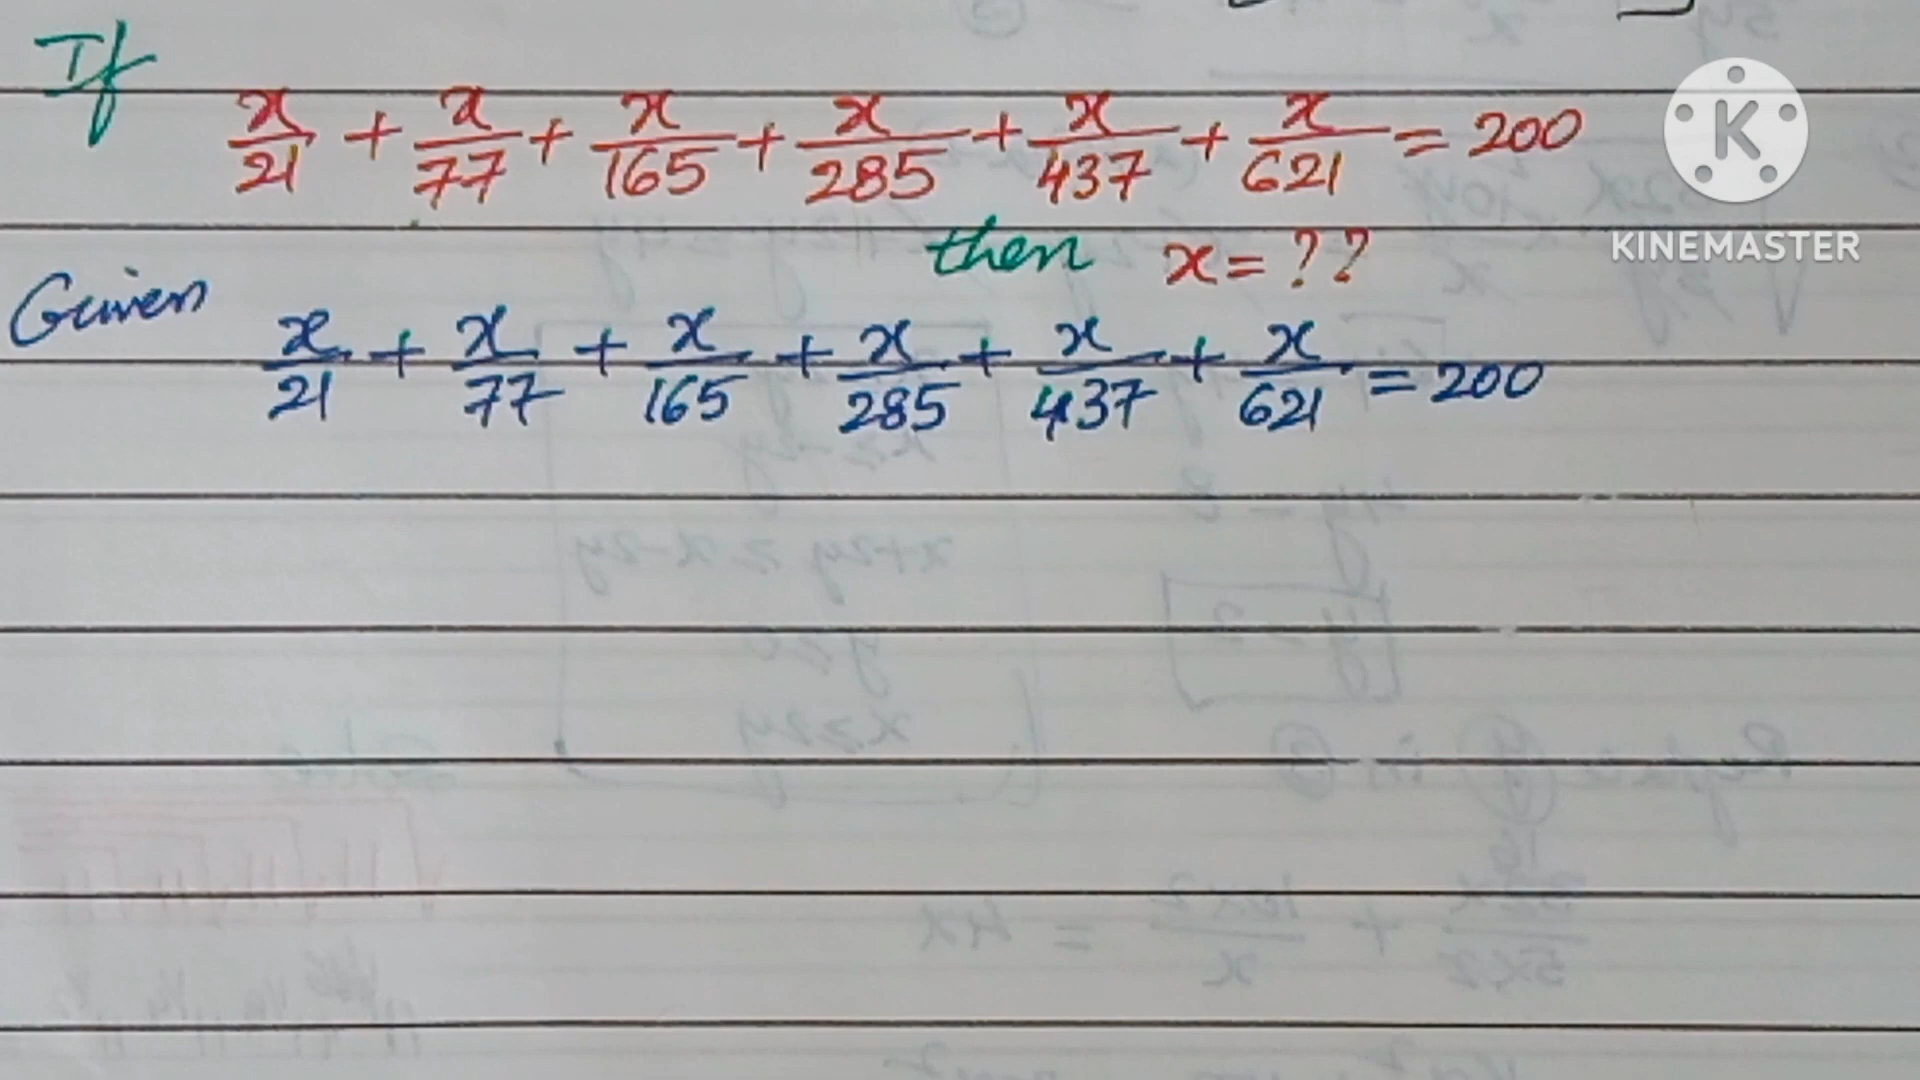 If
x/21 + x/77 + x/165 + x/285 + x/437 + x/621 = 200
then x = ??
Given
x/21 + x/77 + x/165 + x/285 + x/437 + x/621 = 200
K
KINEMASTER